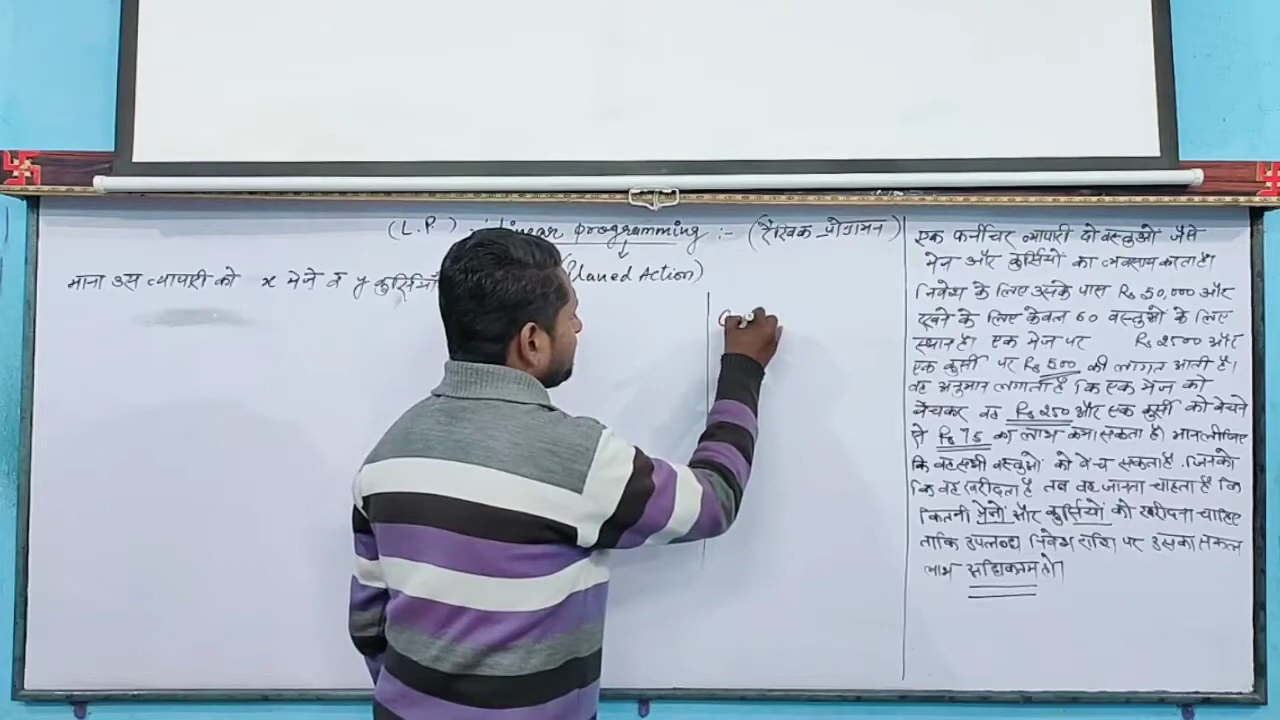 (L.P.) :- Linear programming :- (रैखिक प्रोग्रामन)
(Planed Action)
माना उस व्यापारी को x मेजे व y कुर्सियाँ
एक फर्नीचर व्यापारी दो वस्तुओं जैसे
मेज और कुर्सियों का व्यवसाय करता है।
निवेश के लिए उसके पास Rs 50,000 और
रखने के लिए केवल 60 वस्तुओं के लिए
स्थान है। एक मेज पर Rs 2500 और
एक कुर्सी पर Rs 500 की लागत आती है।
वह अनुमान लगाता है कि एक मेज को
बेचकर वह Rs 250 और एक कुर्सी को बेचने
से Rs 75 का लाभ कमा सकता है। मान लीजिए
कि वह सभी वस्तुओं को बेच सकता है जिनको
कि वह खरीदता है तब वह जानना चाहता है कि
कितनी मेजों और कुर्सियों को खरीदना चाहिए
ताकि उपलब्ध निवेश राशि पर उसका सकल
लाभ अधिकतम हो।